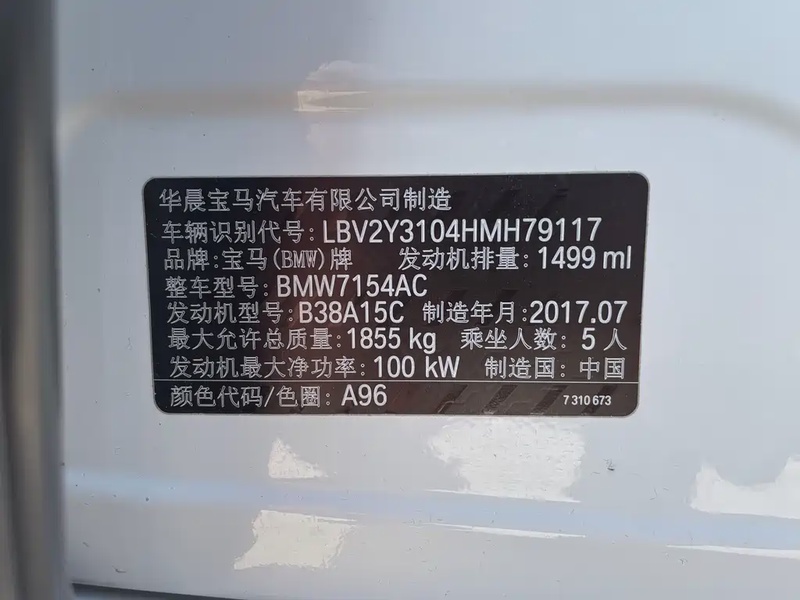 华晨宝马汽车有限公司制造
车辆识别代号: LBV2Y3104HMH79117
品牌:宝马(BMW)牌 发动机排量: 1499 ml
整车型号: BMW7154AC
发动机型号: B38A15C 制造年月: 2017.07
最大允许总质量: 1855 kg 乘坐人数: 5 人
发动机最大净功率: 100 kW 制造国: 中国
颜色代码/色圈: A96 7 310 673